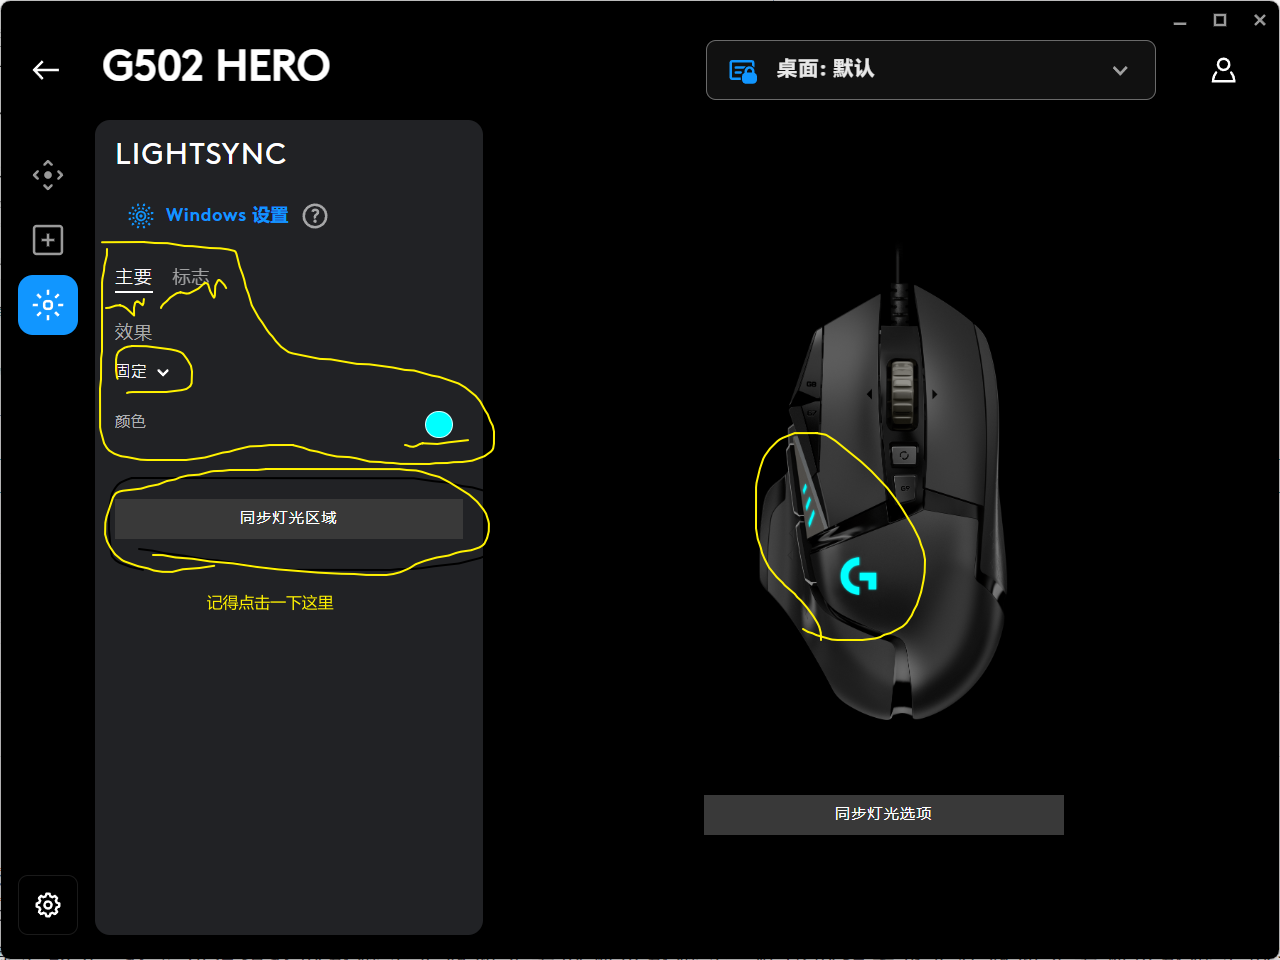 G502 HERO
桌面: 默认
LIGHTSYNC
Windows 设置 ?
主要 标志
效果
固定
颜色
同步灯光区域
记得点击一下这里
同步灯光选项